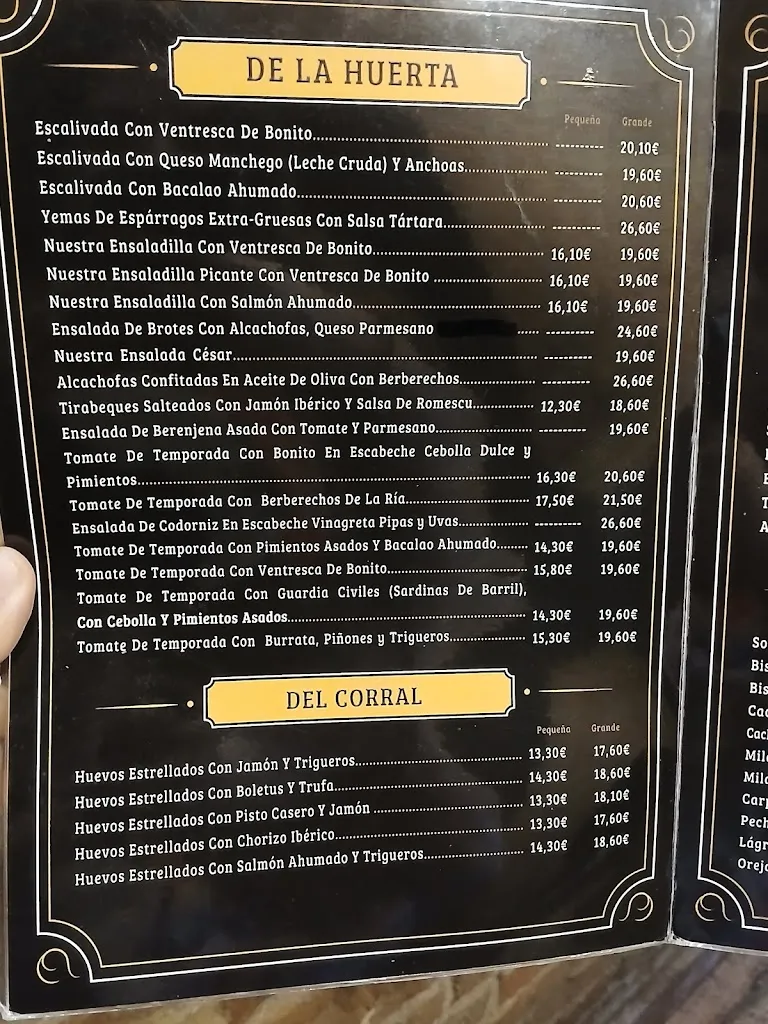 DE LA HUERTA
Pequeña Grande
Escalivada Con Ventresca De Bonito.......... ---------- 20,10€
Escalivada Con Queso Manchego (Leche Cruda) Y Anchoas.......... ---------- 19,60€
Escalivada Con Bacalao Ahumado.......... ---------- 20,60€
Yemas De Espárragos Extra-Gruesas Con Salsa Tártara.......... ---------- 26,60€
Nuestra Ensaladilla Con Ventresca De Bonito.......... 16,10€ 19,60€
Nuestra Ensaladilla Picante Con Ventresca De Bonito .......... 16,10€ 19,60€
Nuestra Ensaladilla Con Salmón Ahumado.......... 16,10€ 19,60€
Ensalada De Brotes Con Alcachofas, Queso Parmesano ...... ---------- 24,60€
Nuestra Ensalada César.......... ---------- 19,60€
Alcachofas Confitadas En Aceite De Oliva Con Berberechos.......... ---------- 26,60€
Tirabeques Salteados Con Jamón Ibérico Y Salsa De Romescu.......... 12,30€ 18,60€
Ensalada De Berenjena Asada Con Tomate Y Parmesano.......... ---------- 19,60€
Tomate De Temporada Con Bonito En Escabeche Cebolla Dulce y
Pimientos.......... 16,30€ 20,60€
Tomate De Temporada Con Berberechos De La Ría.......... 17,50€ 21,50€
Ensalada De Codorniz En Escabeche Vinagreta Pipas y Uvas.......... ---------- 26,60€
Tomate De Temporada Con Pimientos Asados Y Bacalao Ahumado.......... 14,30€ 19,60€
Tomate De Temporada Con Ventresca De Bonito.......... 15,80€ 19,60€
Tomate De Temporada Con Guardia Civiles (Sardinas De Barril),
Con Cebolla Y Pimientos Asados.......... 14,30€ 19,60€
Tomate De Temporada Con Burrata, Piñones y Trigueros.......... 15,30€ 19,60€
DEL CORRAL
Pequeña Grande
Huevos Estrellados Con Jamón Y Trigueros.......... 13,30€ 17,60€
Huevos Estrellados Con Boletus Y Trufa.......... 14,30€ 18,60€
Huevos Estrellados Con Pisto Casero Y Jamón .......... 13,30€ 18,10€
Huevos Estrellados Con Chorizo Ibérico.......... 13,30€ 17,60€
Huevos Estrellados Con Salmón Ahumado Y Trigueros.......... 14,30€ 18,60€
So
Bis
Bis
Mila
Carp
Pech
Lágr
Oreja